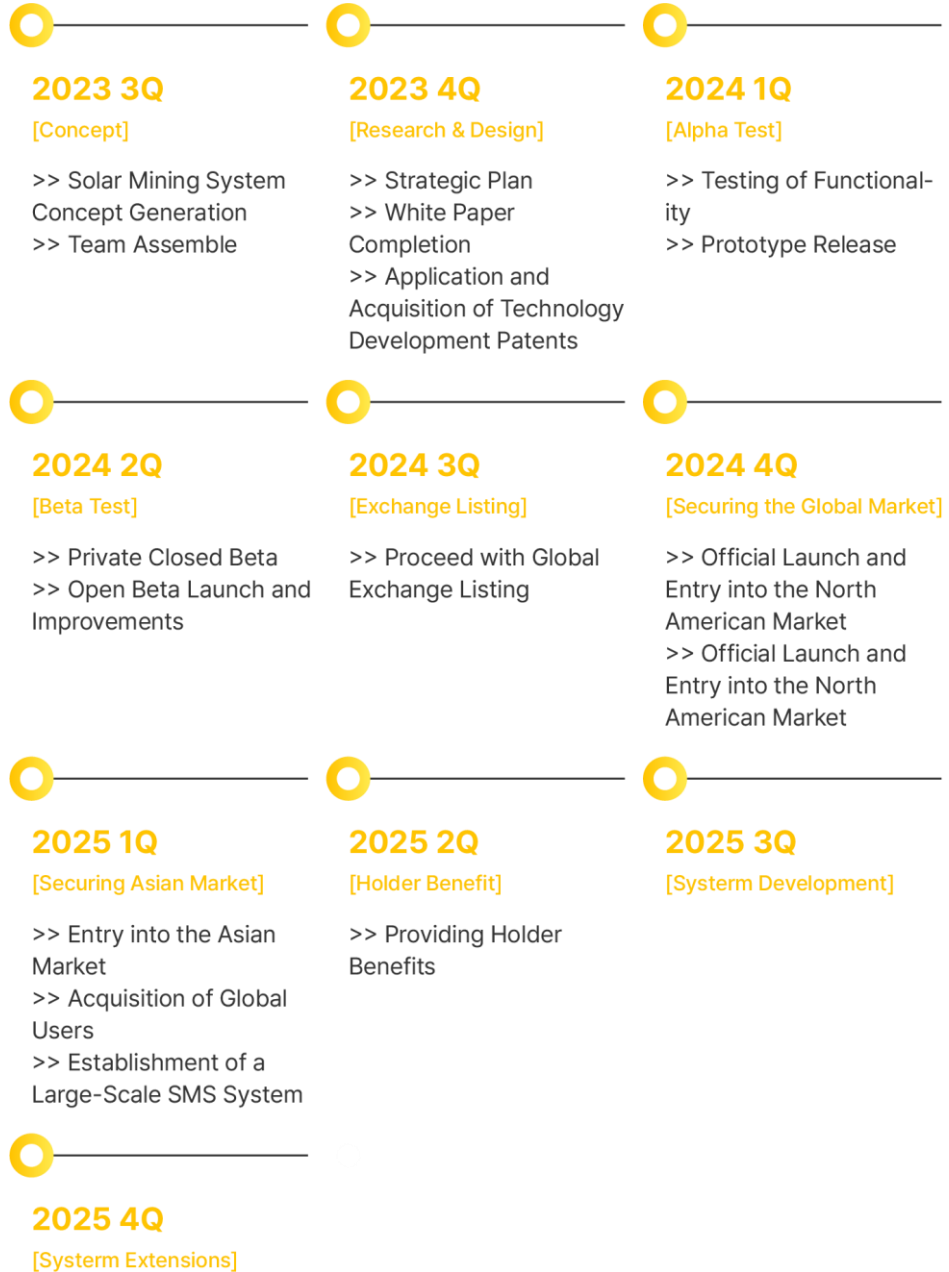 2023 3Q
[Concept]
>> Solar Mining System
Concept Generation
>> Team Assemble
2023 4Q
[Research & Design]
>> Strategic Plan
>> White Paper
Completion
>> Application and
Acquisition of Technology
Development Patents
2024 1Q
[Alpha Test]
>> Testing of Functional-
ity
>> Prototype Release
2024 2Q
[Beta Test]
>> Private Closed Beta
>> Open Beta Launch and
Improvements
2024 3Q
[Exchange Listing]
>> Proceed with Global
Exchange Listing
2024 4Q
[Securing the Global Market]
>> Official Launch and
Entry into the North
American Market
>> Official Launch and
Entry into the North
American Market
2025 1Q
[Securing Asian Market]
>> Entry into the Asian
Market
>> Acquisition of Global
Users
>> Establishment of a
Large-Scale SMS System
2025 2Q
[Holder Benefit]
>> Providing Holder
Benefits
2025 3Q
[Systerm Development]
2025 4Q
[Systerm Extensions]